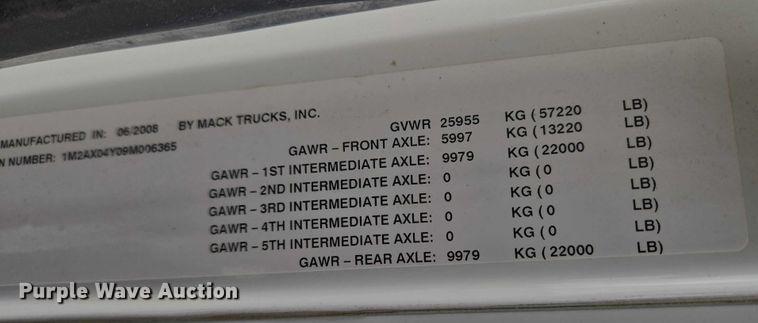 MANUFACTURED IN: 06/2008 BY MACK TRUCKS, INC.
N NUMBER: 1M2AX04Y09M006365
GVWR 25955 KG ( 57220 LB)
GAWR – FRONT AXLE: 5997 KG ( 13220 LB)
GAWR – 1ST INTERMEDIATE AXLE: 9979 KG ( 22000 LB)
GAWR – 2ND INTERMEDIATE AXLE: 0 KG ( 0 LB)
GAWR – 3RD INTERMEDIATE AXLE: 0 KG ( 0 LB)
GAWR – 4TH INTERMEDIATE AXLE: 0 KG ( 0 LB)
GAWR – 5TH INTERMEDIATE AXLE: 0 KG ( 0 LB)
GAWR – REAR AXLE: 9979 KG ( 22000 LB)
Purple Wave Auction